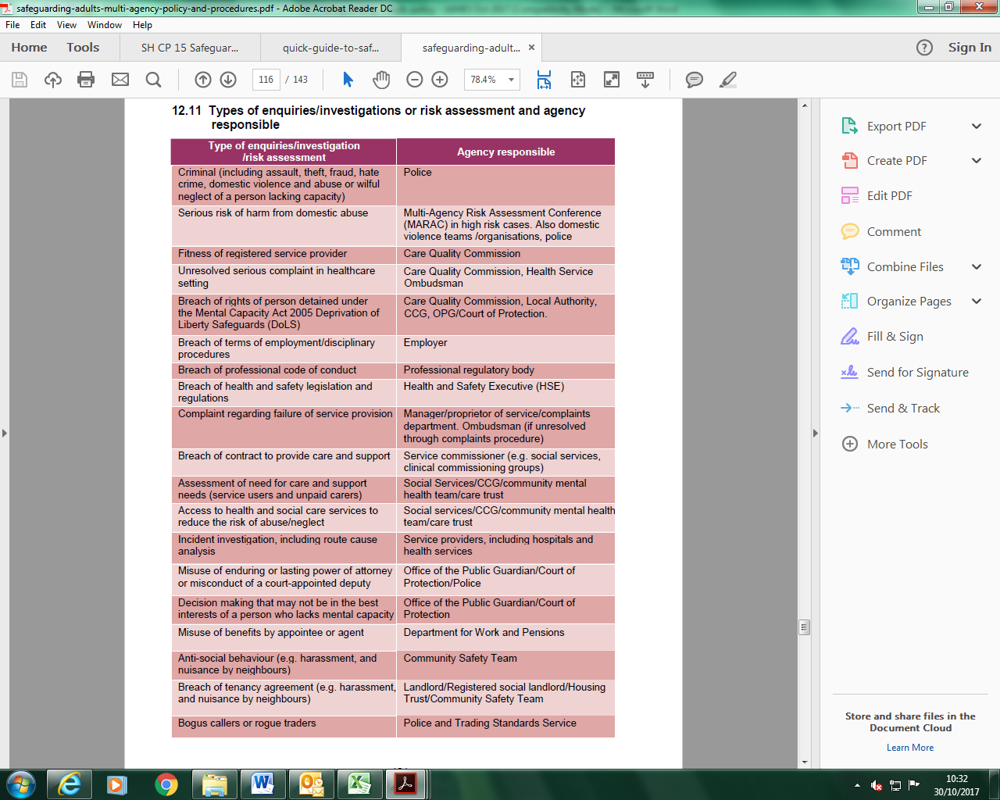 safeguarding-adults-multi-agency-policy-and-procedures.pdf - Adobe Acrobat Reader DC
File Edit View Window Help
Home Tools SH CP 15 Safeguar... quick-guide-to-saf... safeguarding-adult... × Sign In
116 / 143 78.4%
12.11 Types of enquiries/investigations or risk assessment and agency
responsible
Type of enquiries/investigation
/risk assessment
Agency responsible
Criminal (including assault, theft, fraud, hate
crime, domestic violence and abuse or wilful
neglect of a person lacking capacity)
Police
Serious risk of harm from domestic abuse
Multi-Agency Risk Assessment Conference
(MARAC) in high risk cases. Also domestic
violence teams /organisations, police
Fitness of registered service provider
Care Quality Commission
Unresolved serious complaint in healthcare
setting
Care Quality Commission, Health Service
Ombudsman
Breach of rights of person detained under
the Mental Capacity Act 2005 Deprivation of
Liberty Safeguards (DoLS)
Care Quality Commission, Local Authority,
CCG, OPG/Court of Protection.
Breach of terms of employment/disciplinary
procedures
Employer
Breach of professional code of conduct
Professional regulatory body
Breach of health and safety legislation and
regulations
Health and Safety Executive (HSE)
Complaint regarding failure of service provision
Manager/proprietor of service/complaints
department. Ombudsman (if unresolved
through complaints procedure)
Breach of contract to provide care and support
Service commissioner (e.g. social services,
clinical commissioning groups)
Assessment of need for care and support
needs (service users and unpaid carers)
Social Services/CCG/community mental
health team/care trust
Access to health and social care services to
reduce the risk of abuse/neglect
Social services/CCG/community mental health
team/care trust
Incident investigation, including route cause
analysis
Service providers, including hospitals and
health services
Misuse of enduring or lasting power of attorney
or misconduct of a court-appointed deputy
Office of the Public Guardian/Court of
Protection/Police
Decision making that may not be in the best
interests of a person who lacks mental capacity
Office of the Public Guardian/Court of
Protection
Misuse of benefits by appointee or agent
Department for Work and Pensions
Anti-social behaviour (e.g. harassment, and
nuisance by neighbours)
Community Safety Team
Breach of tenancy agreement (e.g. harassment,
and nuisance by neighbours)
Landlord/Registered social landlord/Housing
Trust/Community Safety Team
Bogus callers or rogue traders
Police and Trading Standards Service
Export PDF
Create PDF
Edit PDF
Comment
Combine Files
Organize Pages
Fill & Sign
Send for Signature
Send & Track
More Tools
Store and share files in the
Document Cloud
Learn More
10:32
30/10/2017